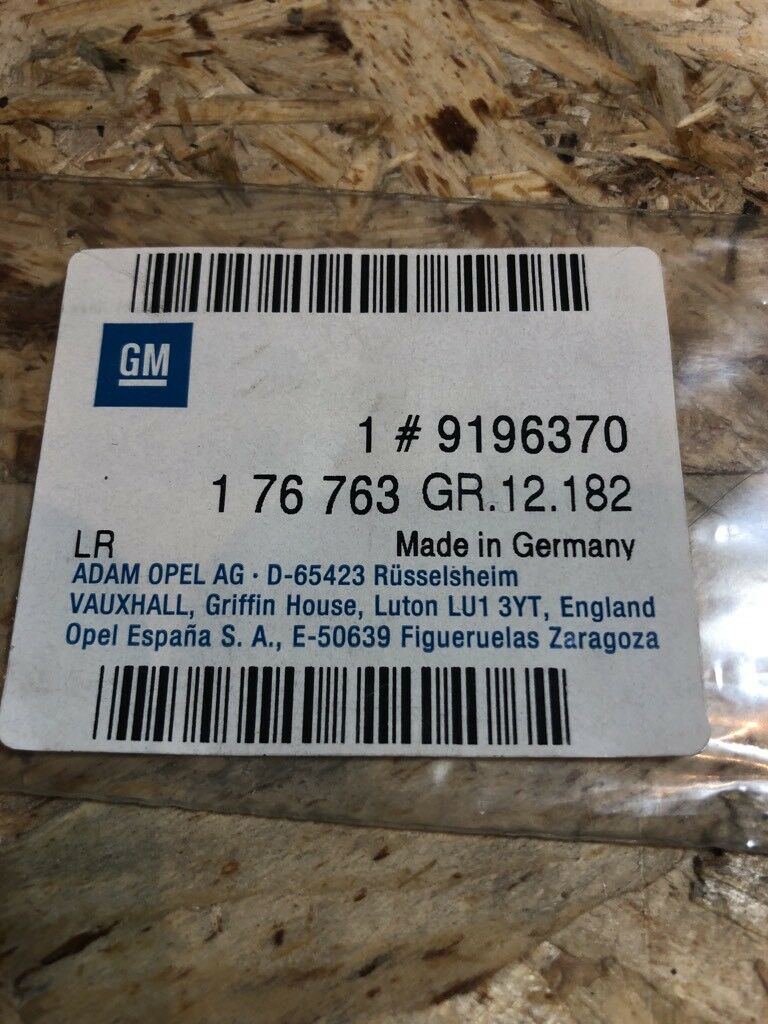 GM
1 # 9196370
1 76 763 GR.12.182
LR Made in Germany
ADAM OPEL AG · D-65423 Rüsselsheim
VAUXHALL, Griffin House, Luton LU1 3YT, England
Opel España S. A., E-50639 Figueruelas Zaragoza